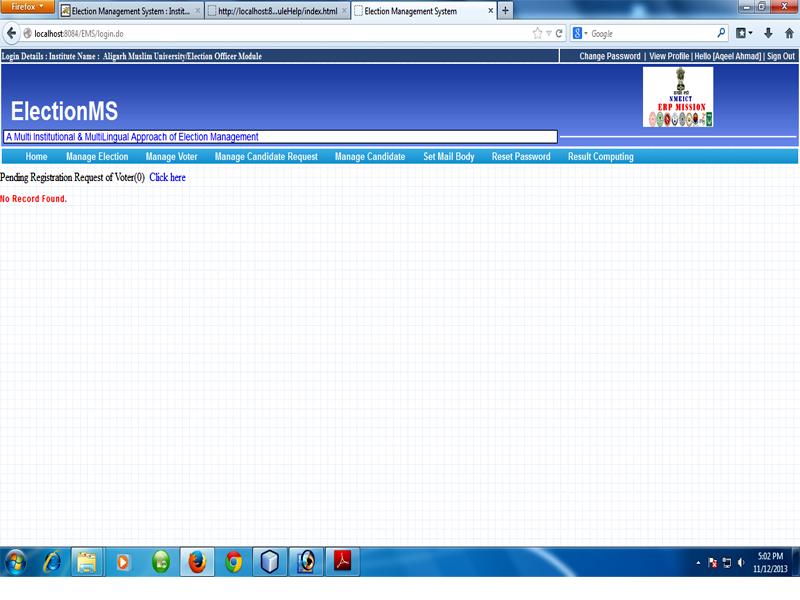 Firefox
Election Management System : Instit...
http://localhost:8...uleHelp/index.html
Election Management System
localhost:8084/EMS/login.do
Google
Login Details : Institute Name : Aligarh Muslim University/Election Officer Module
Change Password | View Profile | Hello [Aqeel Ahmad] | Sign Out
NMEICT
ERP MISSION
ElectionMS
A Multi Institutional & MultiLingual Approach of Election Management
Home Manage Election Manage Voter Manage Candidate Request Manage Candidate Set Mail Body Reset Password Result Computing
Pending Registration Request of Voter(0) Click here
No Record Found.
5:02 PM
11/12/2013